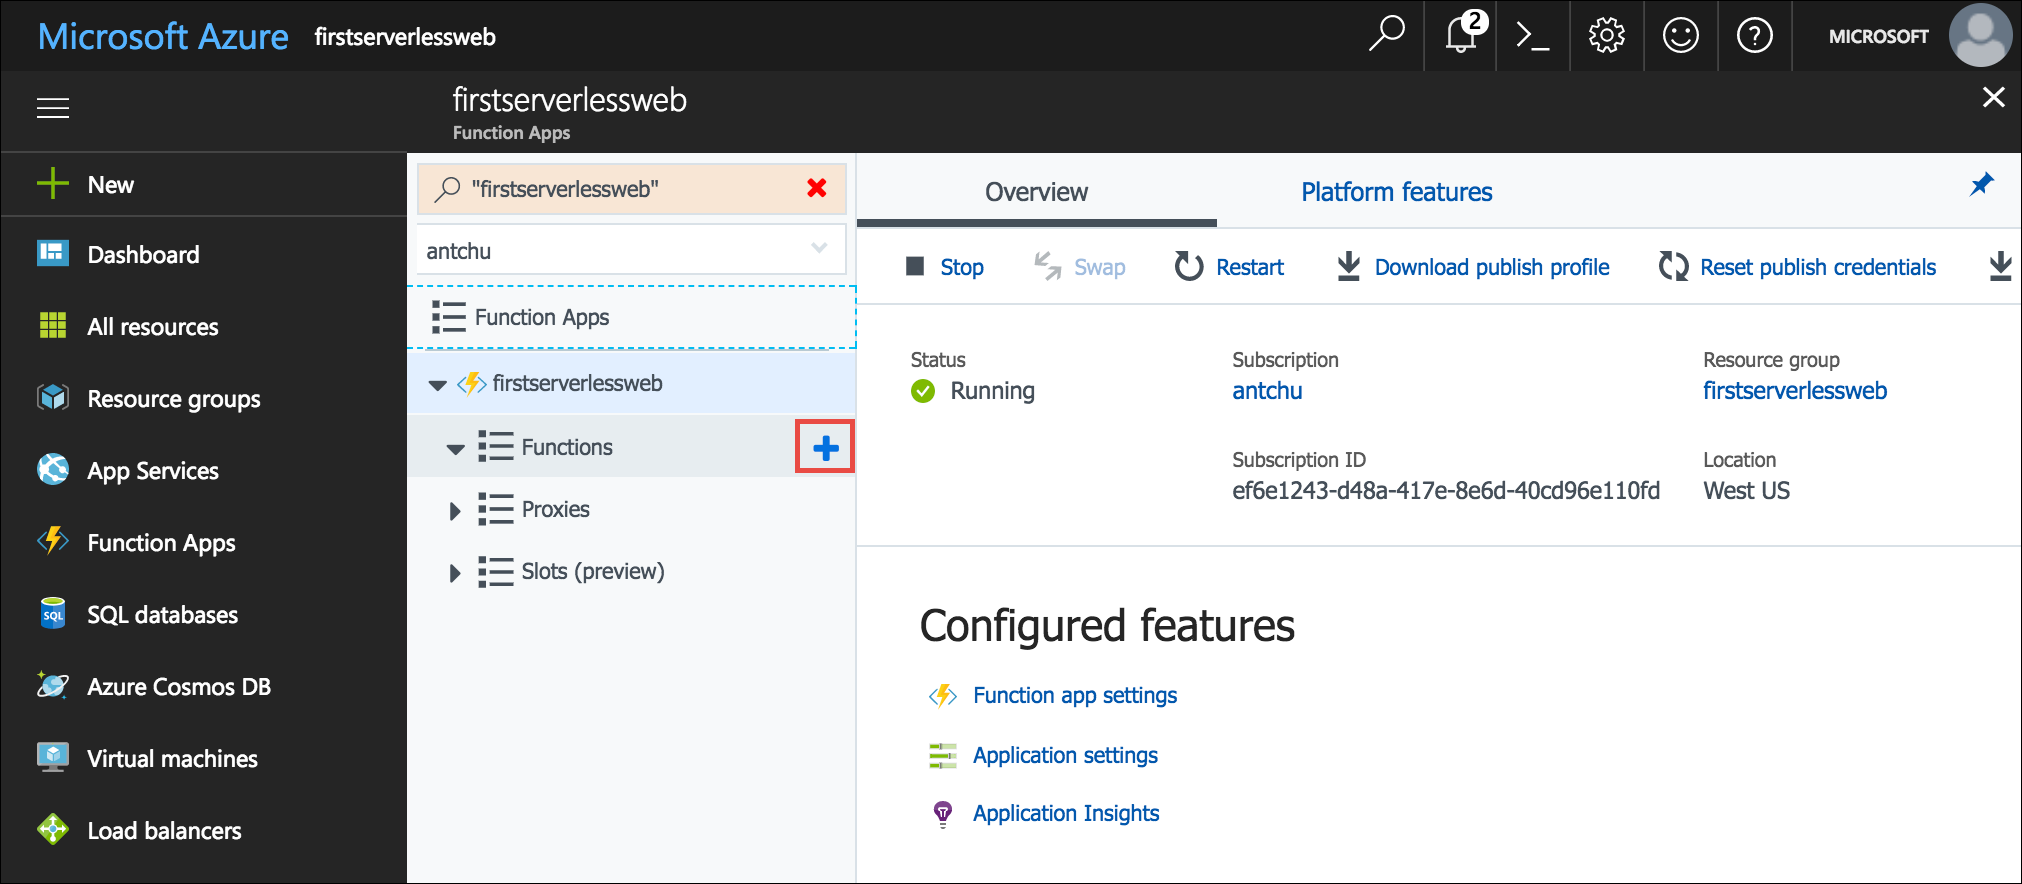 Microsoft Azure firstserverlessweb
2
MICROSOFT
firstserverlessweb
Function Apps
New
Dashboard
All resources
Resource groups
App Services
Function Apps
SQL
SQL databases
Azure Cosmos DB
Virtual machines
Load balancers
"firstserverlessweb"
antchu
Function Apps
firstserverlessweb
Functions
Proxies
Slots (preview)
Overview Platform features
Stop Swap Restart Download publish profile Reset publish credentials
Status Subscription Resource group
Running antchu firstserverlessweb
Subscription ID Location
ef6e1243-d48a-417e-8e6d-40cd96e110fd West US
Configured features
Function app settings
Application settings
Application Insights